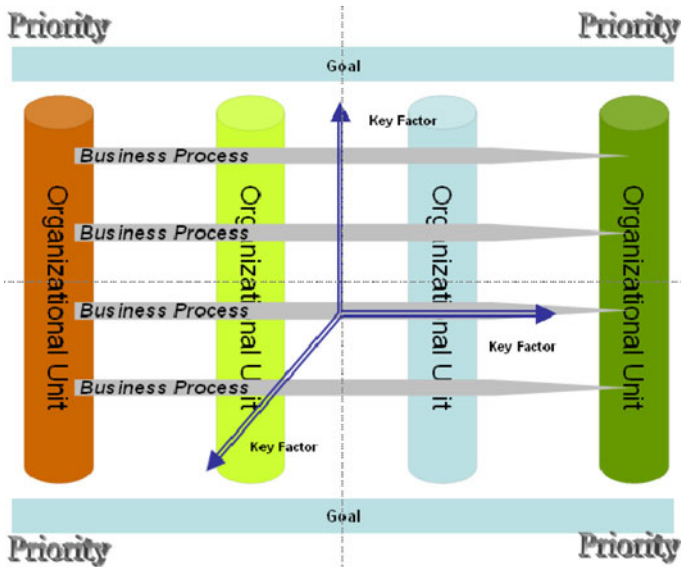 Priority
Priority
Goal
Key Factor
Business Process
Business Process
Business Process
Business Process
Organizational Unit
Organizational Unit
Organizational Unit
Organizational Unit
Key Factor
Key Factor
Goal
Priority
Priority